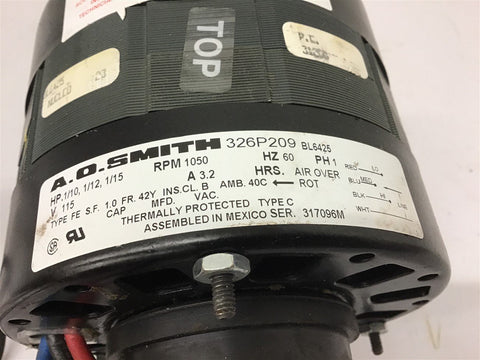 TECHNICIAN
TOP
BL6425
P.E.
A.O.SMITH 326P209 BL6425
HP.1/10, 1/12, 1/15 RPM 1050 HZ 60 PH 1
V. 115 A 3.2 HRS. AIR OVER
TYPE FE S.F. 1.0 FR. 42Y INS.CL. B AMB. 40C ROT
CAP MFD. VAC.
THERMALLY PROTECTED TYPE C
ASSEMBLED IN MEXICO SER. 317096M
RED LO
BLU MED
BLK HI LINE
WHT